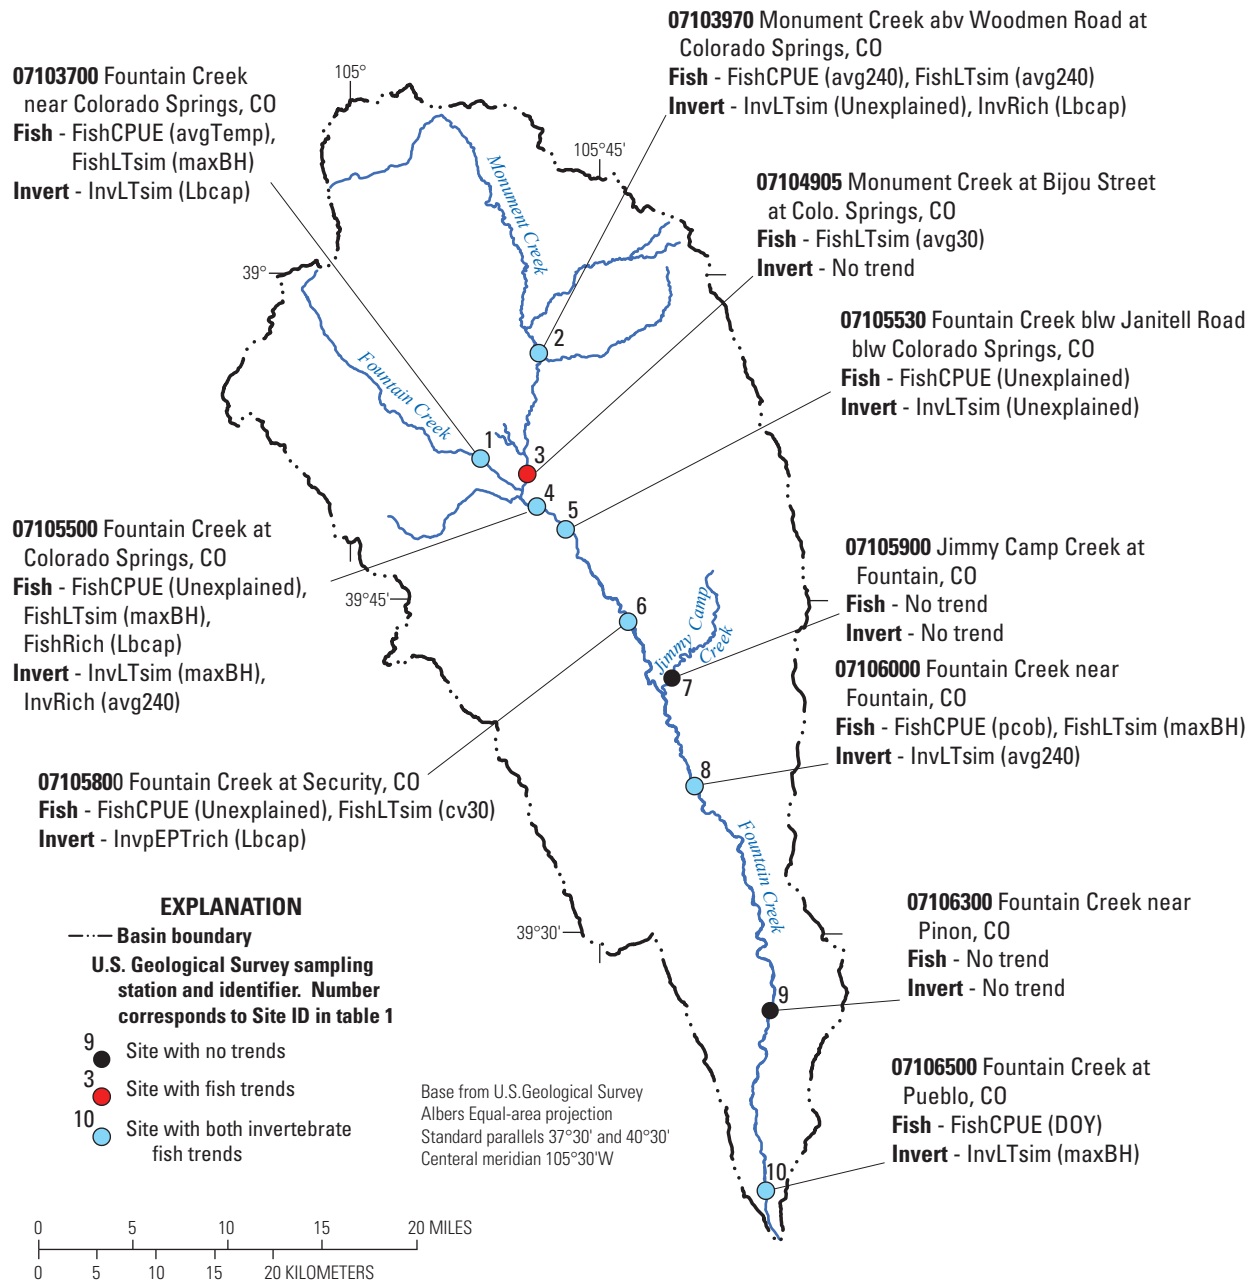 07103970 Monument Creek abv Woodmen Road at
Colorado Springs, CO
Fish - FishCPUE (avg240), FishLTsim (avg240)
Invert - InvLTsim (Unexplained), InvRich (Lbcap)
07103700 Fountain Creek
near Colorado Springs, CO
Fish - FishCPUE (avgTemp),
FishLTsim (maxBH)
Invert - InvLTsim (Lbcap)
105°
105°45'
39°
Monument Creek
07104905 Monument Creek at Bijou Street
at Colo. Springs, CO
Fish - FishLTsim (avg30)
Invert - No trend
07105530 Fountain Creek blw Janitell Road
blw Colorado Springs, CO
Fish - FishCPUE (Unexplained)
Invert - InvLTsim (Unexplained)
2
Fountain Creek
1
3
4
5
07105500 Fountain Creek at
Colorado Springs, CO
Fish - FishCPUE (Unexplained),
FishLTsim (maxBH),
FishRich (Lbcap)
Invert - InvLTsim (maxBH),
InvRich (avg240)
39°45'
07105900 Jimmy Camp Creek at
Fountain, CO
Fish - No trend
Invert - No trend
6
Jimmy Camp
Creek
7
07106000 Fountain Creek near
Fountain, CO
Fish - FishCPUE (pcob), FishLTsim (maxBH)
Invert - InvLTsim (avg240)
07105800 Fountain Creek at Security, CO
Fish - FishCPUE (Unexplained), FishLTsim (cv30)
Invert - InvpEPTrich (Lbcap)
8
Fountain Creek
39°30'
07106300 Fountain Creek near
Pinon, CO
Fish - No trend
Invert - No trend
9
07106500 Fountain Creek at
Pueblo, CO
Fish - FishCPUE (DOY)
Invert - InvLTsim (maxBH)
10
EXPLANATION
Basin boundary
U.S. Geological Survey sampling
station and identifier. Number
corresponds to Site ID in table 1
9
Site with no trends
3
Site with fish trends
10
Site with both invertebrate
fish trends
Base from U.S.Geological Survey
Albers Equal-area projection
Standard parallels 37°30' and 40°30'
Centeral meridian 105°30'W
0 5 10 15 20 MILES
0 5 10 15 20 KILOMETERS